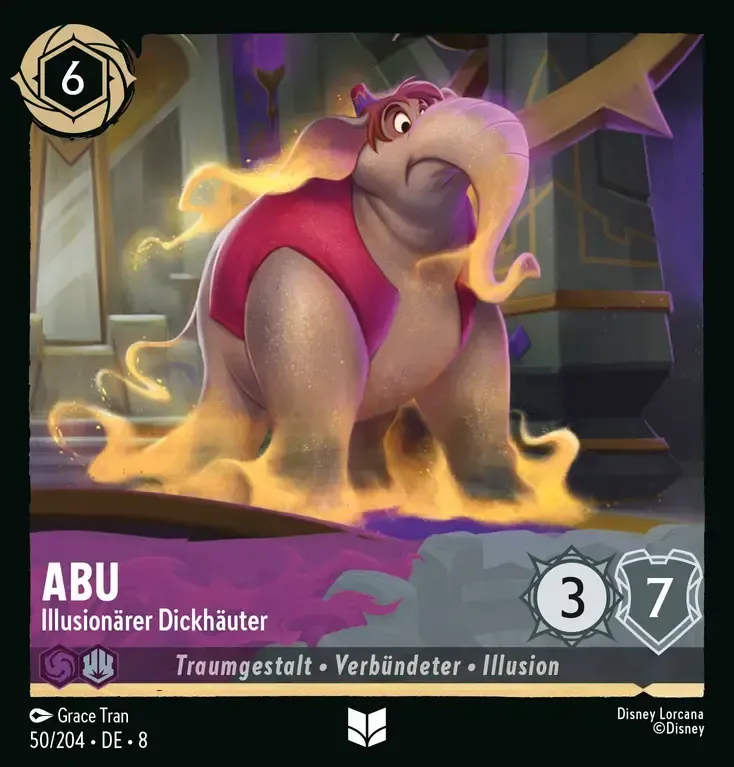 6
ABU
Illusionärer Dickhäuter
3
7
Traumgestalt • Verbündeter • Illusion
Grace Tran
50/204 • DE • 8
Disney Lorcana
©Disney